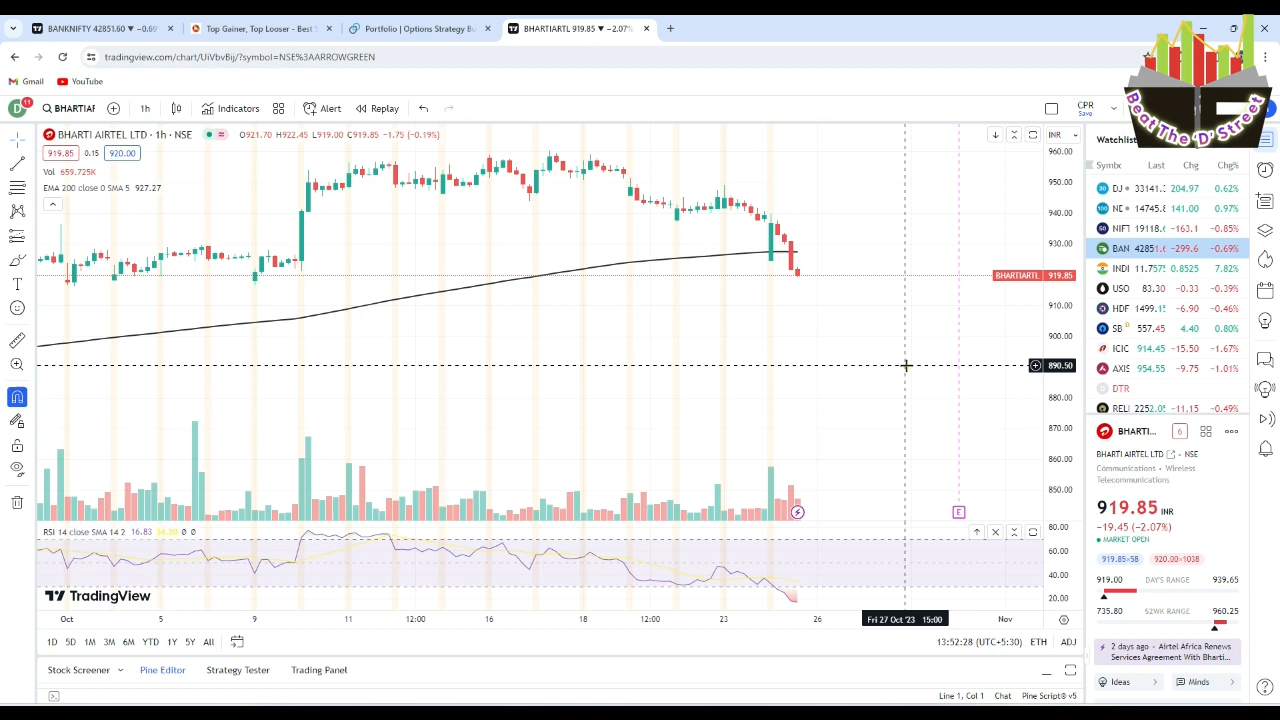 BANKNIFTY 42851.60 ▼ −0.69%
Top Gainer, Top Looser - Best S
Portfolio | Options Strategy Bu
BHARTIARTL 919.85 ▼ −2.07%
tradingview.com/chart/UiVbvBij/?symbol=NSE%3AARROWGREEN
Gmail
YouTube
D 11
BHARTIAR
1h
Indicators
Alert
Replay
CPR
Save
Beat The 'D' Street
BHARTI AIRTEL LTD · 1h · NSE
O921.70 H922.45 L919.00 C919.85 −1.75 (−0.19%)
INR
919.85 0.15 920.00
Vol 659.725K
EMA 200 close 0 SMA 5 927.27
960.00
950.00
940.00
930.00
BHARTIARTL 919.85
910.00
900.00
890.50
880.00
870.00
860.00
850.00
E
RSI 14 close SMA 14 2 16.83
80.00
60.00
40.00
20.00
TradingView
Oct 5 9 11 12:00 16 18 12:00 23 26 Fri 27 Oct '23 15:00 Nov
1D 5D 1M 3M 6M YTD 1Y 5Y All
13:52:28 (UTC+5:30) ETH ADJ
Stock Screener Pine Editor Strategy Tester Trading Panel
Line 1, Col 1 Chat Pine Script® v5
Watchlist
Symbc Last Chg Chg%
DJ 33141.3 204.97 0.62%
NE 14745.8 141.00 0.97%
NIFT 19118.6 −163.1 −0.85%
BAN 42851.6 −299.6 −0.69%
INDI 11.7575 0.8525 7.82%
USO 83.30 −0.33 −0.39%
HDF 1499.15 −6.90 −0.46%
SB D 557.45 4.40 0.80%
ICIC 914.45 −15.50 −1.67%
AXIS 954.55 −9.75 −1.01%
D DTR
RELI 2252.05 −11.15 −0.49%
BHARTI... 6
BHARTI AIRTEL LTD · NSE
Communications • Wireless
Telecommunications
919.85 INR
−19.45 (−2.07%)
MARKET OPEN
919.85×58 920.00×1038
919.00 DAY'S RANGE 939.65
735.80 52WK RANGE 960.25
2 days ago • Airtel Africa Renews
Services Agreement With Bharti...
Ideas
Minds